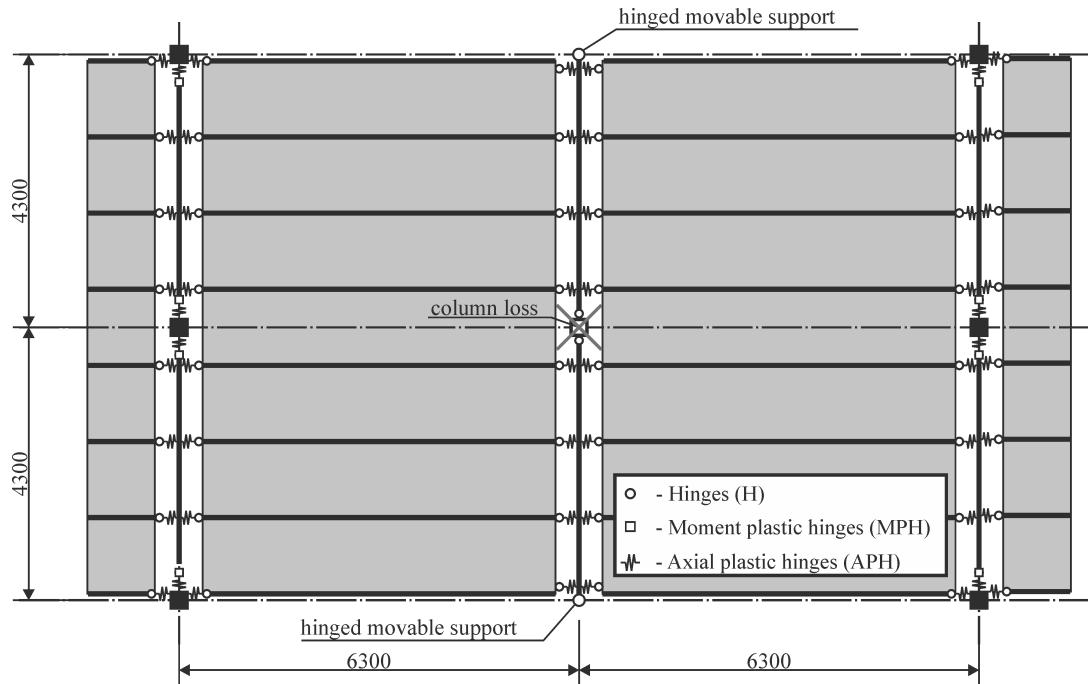 hinged movable support
4300
column loss
4300
- Hinges (H)
- Moment plastic hinges (MPH)
- Axial plastic hinges (APH)
hinged movable support
6300
6300